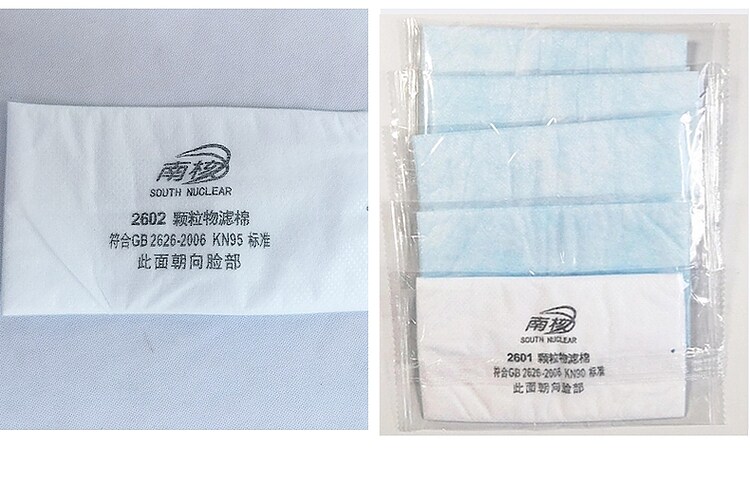 南核
SOUTH NUCLEAR
2602 颗粒物滤棉
符合GB 2626-2006 KN95 标准
此面朝向脸部
南核
SOUTH NUCLEAR
2601 颗粒物滤棉
符合GB 2626-2006 KN90 标准
此面朝向脸部